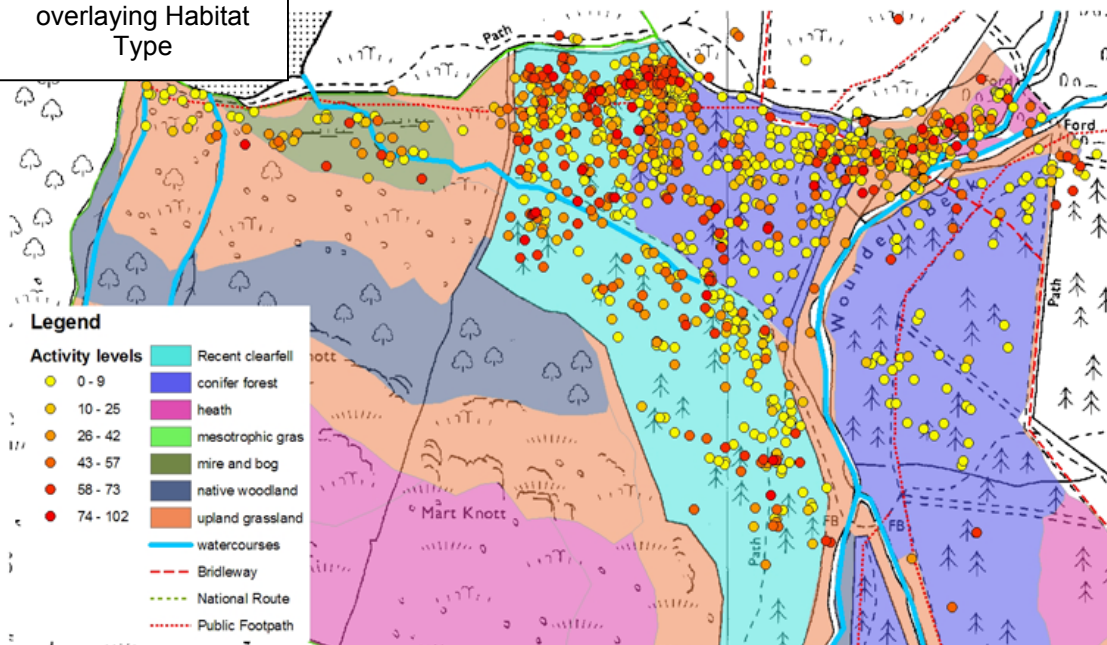 overlaying Habitat
Type
Path
Ford
Ford
Woundell Beck
Path
Legend
nott
Activity levels
0 - 9
10 - 25
26 - 42
43 - 57
58 - 73
74 - 102
Recent clearfell
conifer forest
heath
mesotrophic gras
mire and bog
native woodland
upland grassland
watercourses
Bridleway
National Route
Public Footpath
Mart Knott
FB
FB
Path